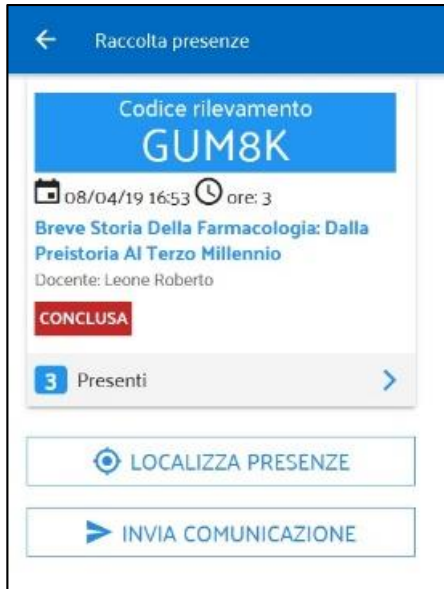 Raccolta presenze
Codice rilevamento
GUM8K
08/04/19 16:53 ore: 3
Breve Storia Della Farmacologia: Dalla
Preistoria Al Terzo Millennio
Docente: Leone Roberto
CONCLUSA
3 Presenti
LOCALIZZA PRESENZE
INVIA COMUNICAZIONE